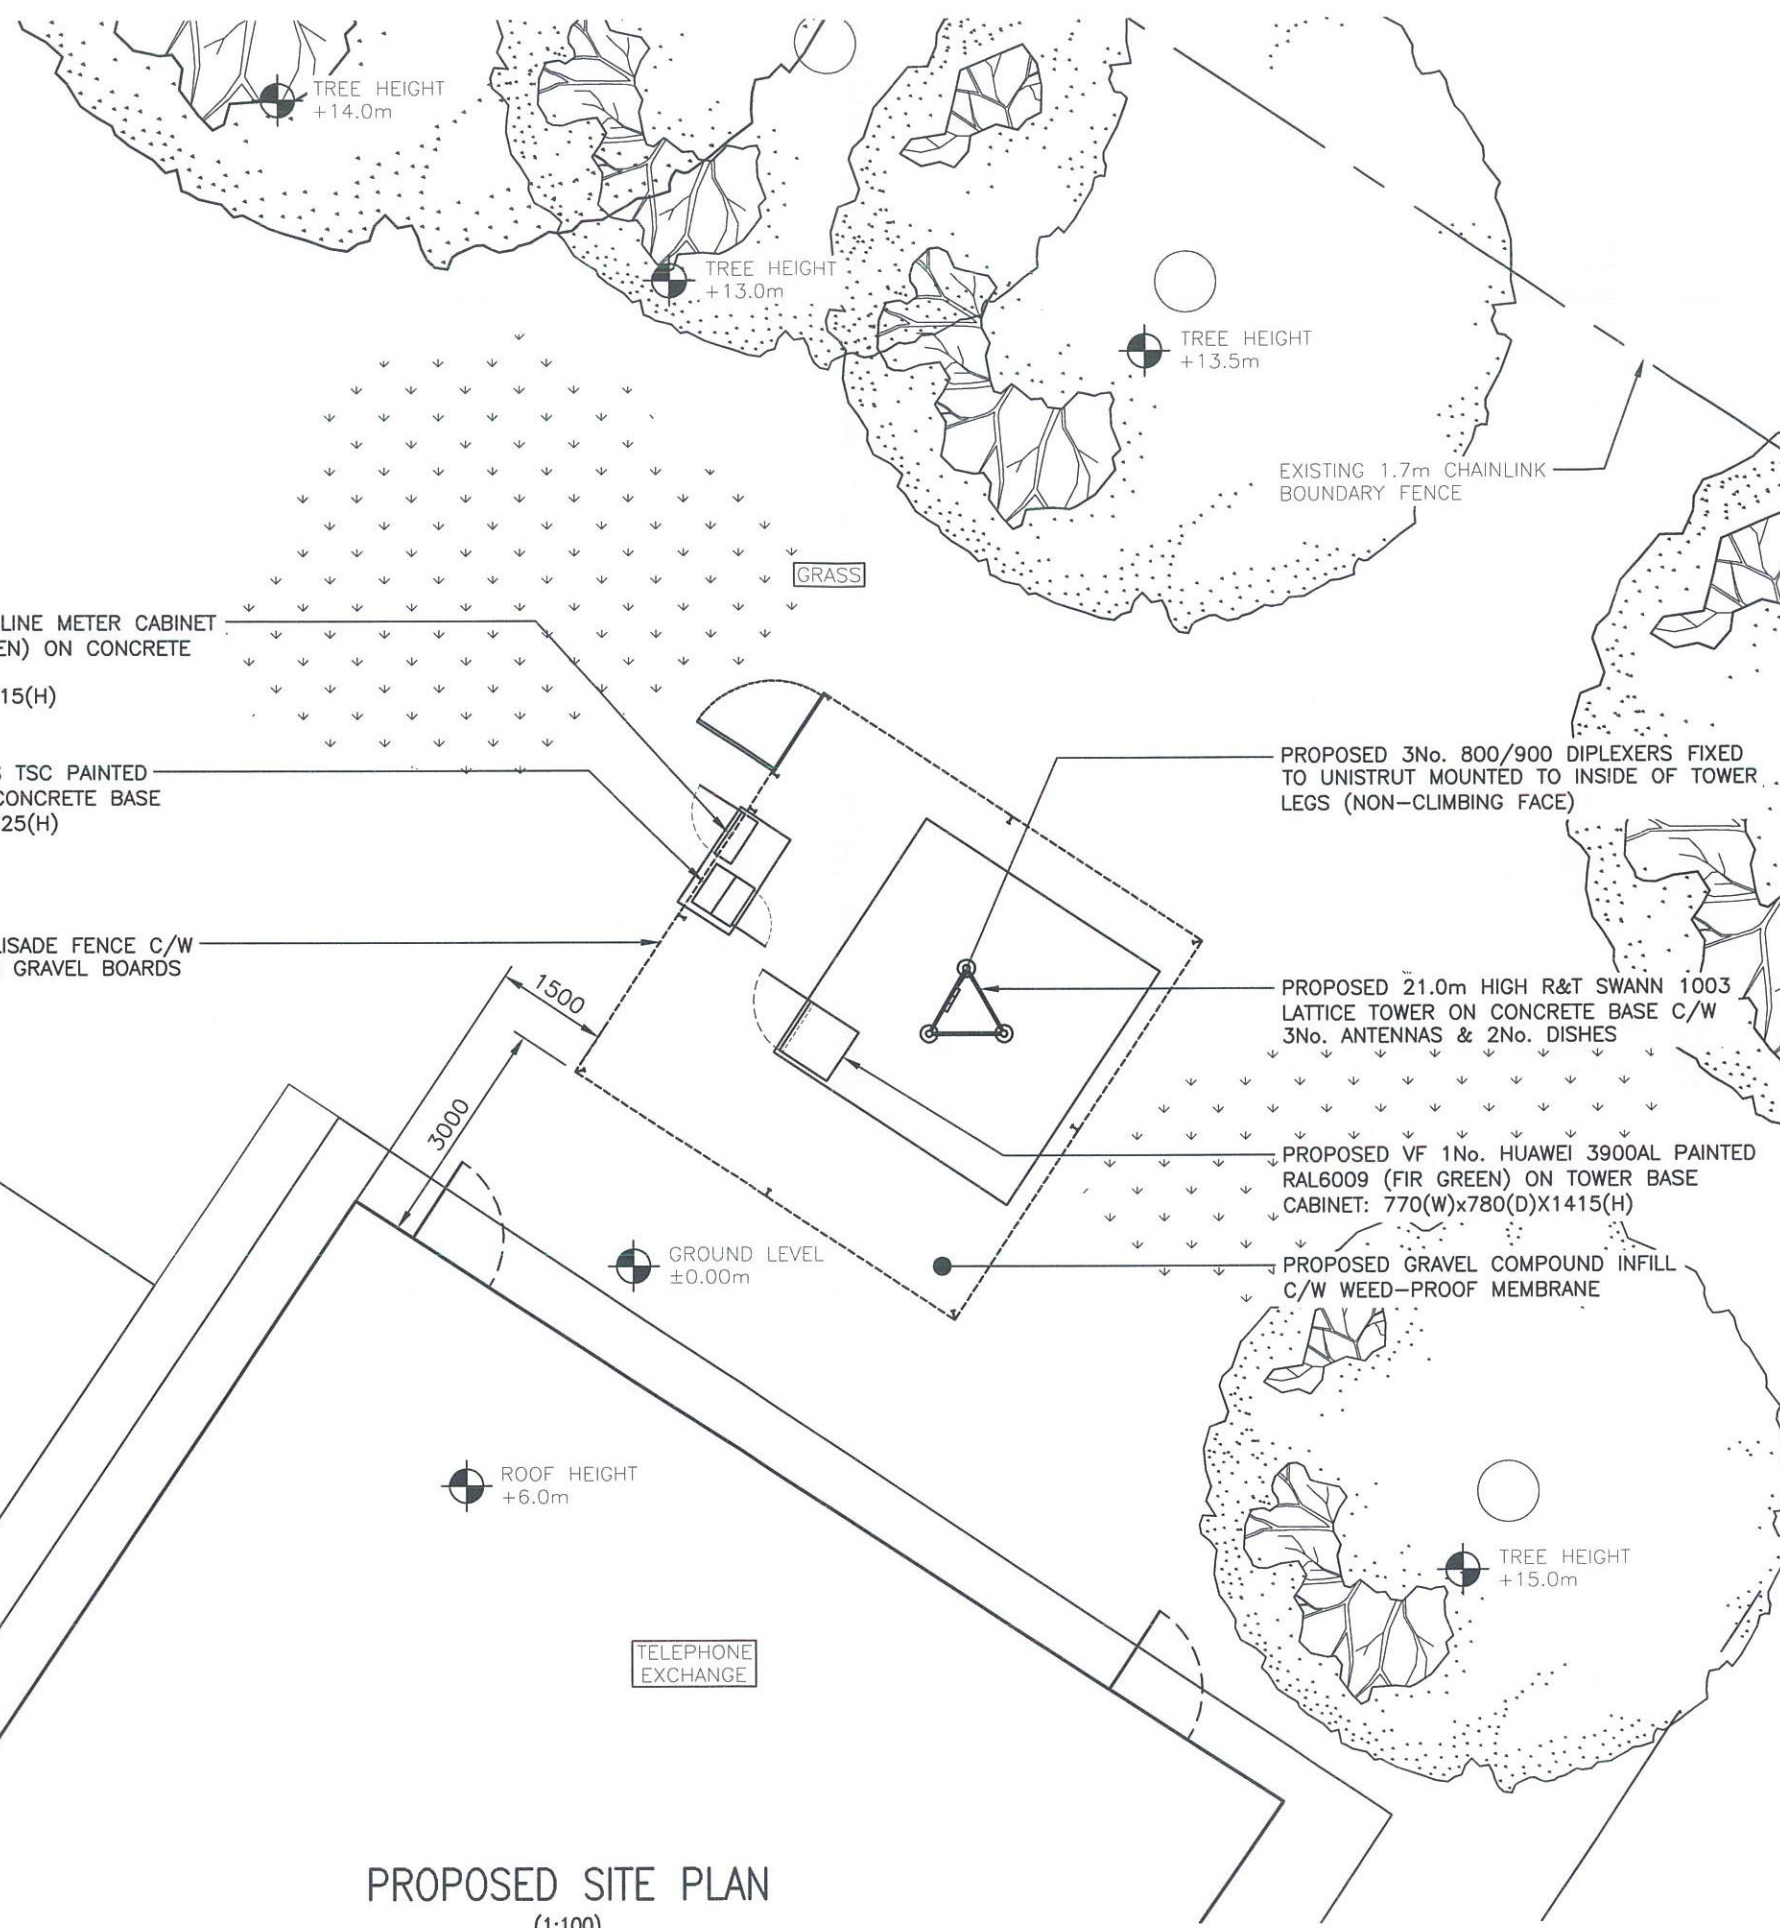 TREE HEIGHT
+14.0m
TREE HEIGHT
+13.0m
TREE HEIGHT
+13.5m
EXISTING 1.7m CHAINLINK
BOUNDARY FENCE
GRASS
LINE METER CABINET
EN) ON CONCRETE
15(H)
TSC PAINTED
CONCRETE BASE
25(H)
ISADE FENCE C/W
GRAVEL BOARDS
1500
3000
PROPOSED 3No. 800/900 DIPLEXERS FIXED
TO UNISTRUT MOUNTED TO INSIDE OF TOWER
LEGS (NON-CLIMBING FACE)
PROPOSED 21.0m HIGH R&T SWANN 1003
LATTICE TOWER ON CONCRETE BASE C/W
3No. ANTENNAS & 2No. DISHES
PROPOSED VF 1No. HUAWEI 3900AL PAINTED
RAL6009 (FIR GREEN) ON TOWER BASE
CABINET: 770(W)x780(D)X1415(H)
PROPOSED GRAVEL COMPOUND INFILL
C/W WEED-PROOF MEMBRANE
GROUND LEVEL
±0.00m
ROOF HEIGHT
+6.0m
TREE HEIGHT
+15.0m
TELEPHONE
EXCHANGE
PROPOSED SITE PLAN
(1:100)